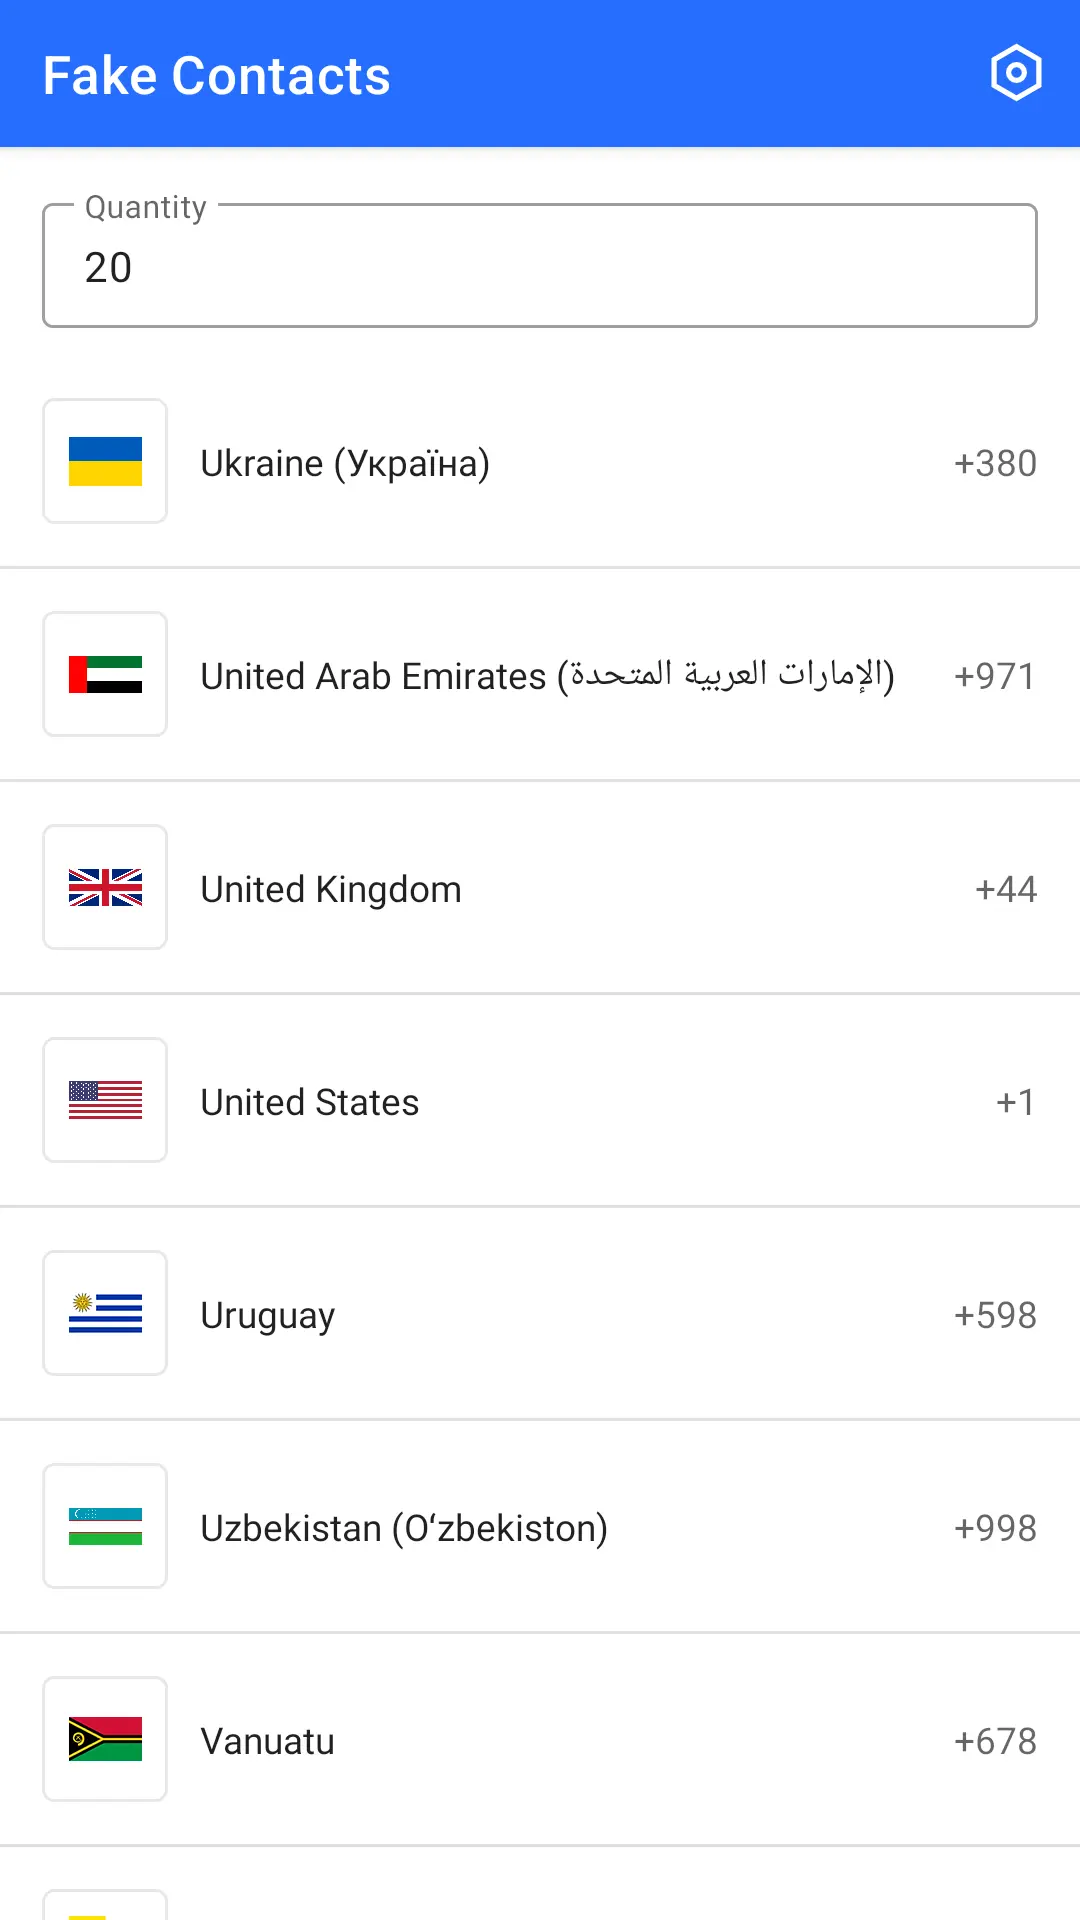 Fake Contacts
Quantity
20
Ukraine (Україна) +380
United Arab Emirates (الإمارات العربية المتحدة) +971
United Kingdom +44
United States +1
Uruguay +598
Uzbekistan (Oʻzbekiston) +998
Vanuatu +678